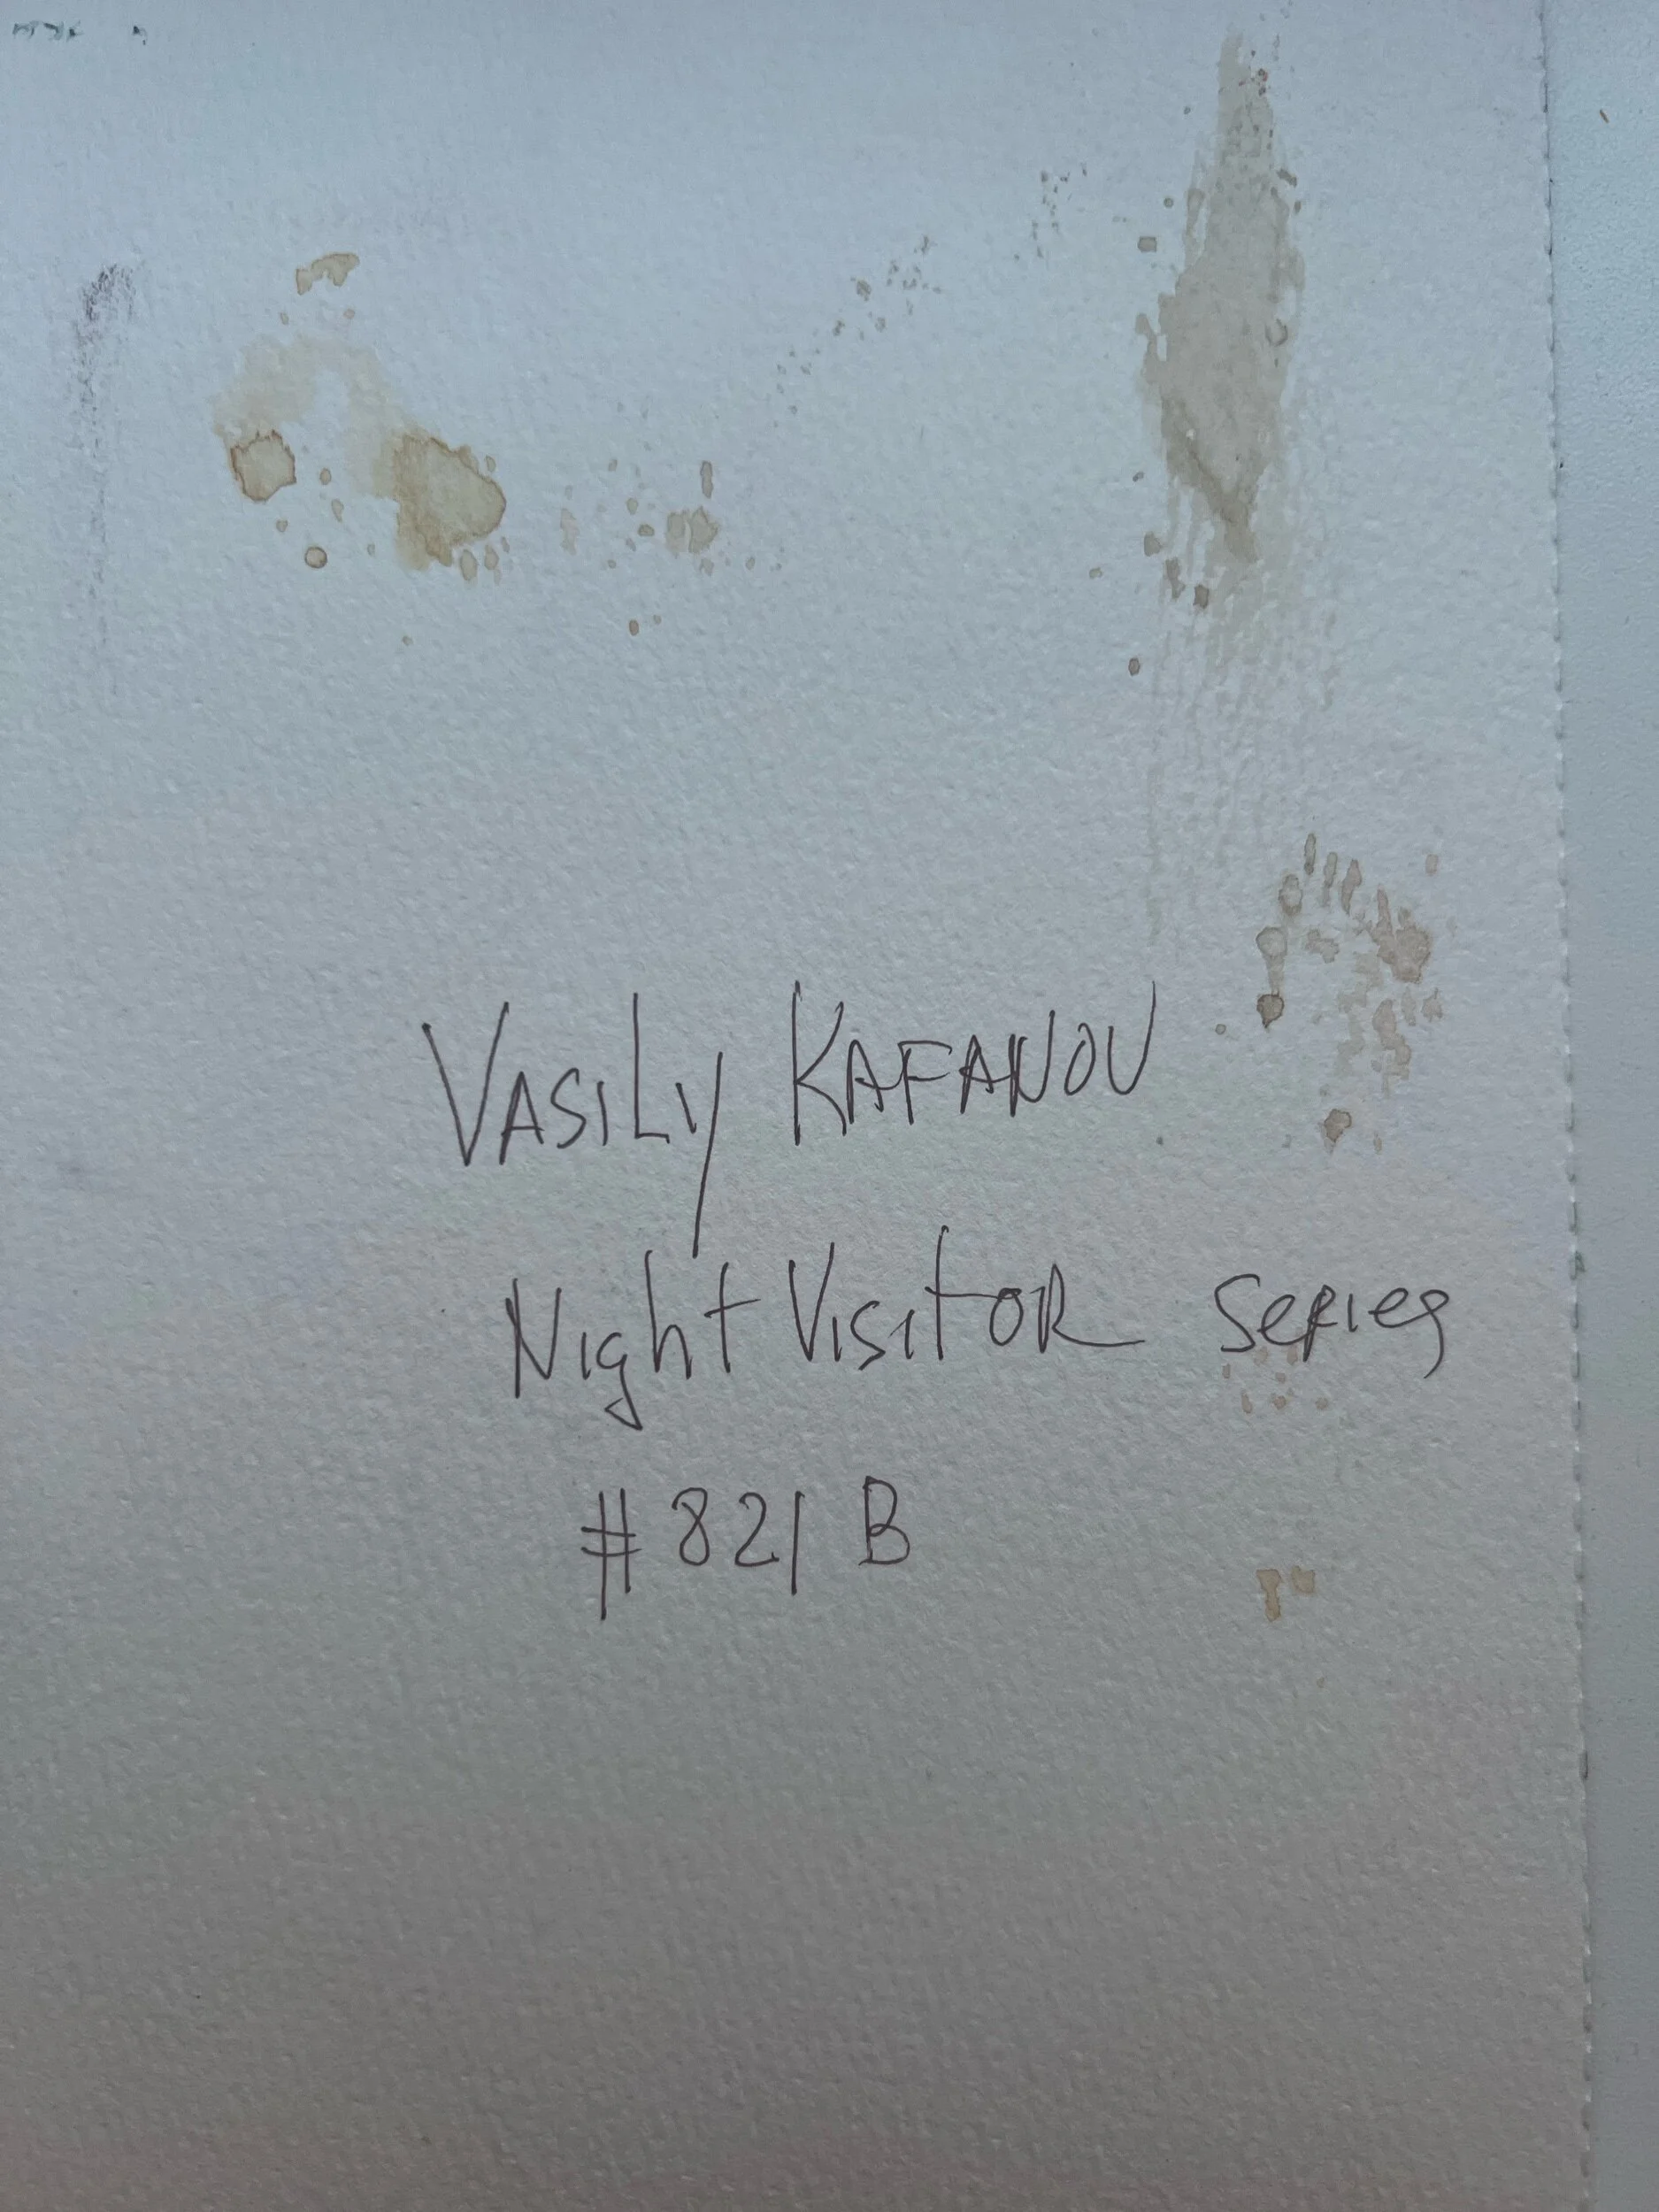 VASILY KAFANOV
Night VISITOR SERIES
#821 B